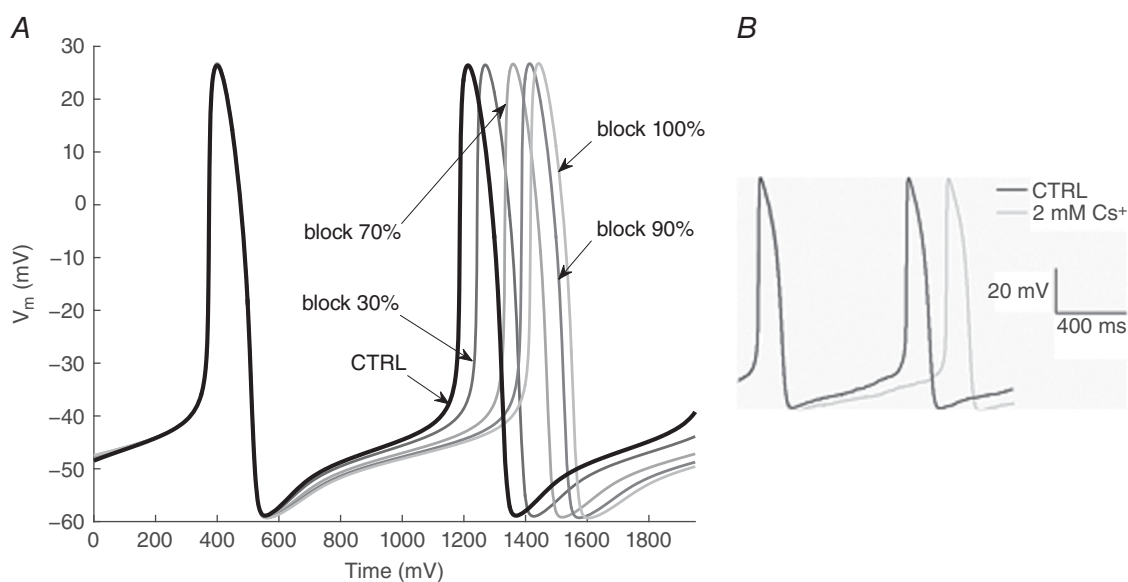 A
B
30
20
10
0
−10
−20
−30
−40
−50
−60
Vm (mV)
0
200
400
600
800
1000
1200
1400
1600
1800
Time (mV)
block 100%
block 70%
block 90%
block 30%
CTRL
CTRL
2 mM Cs+
20 mV
400 ms